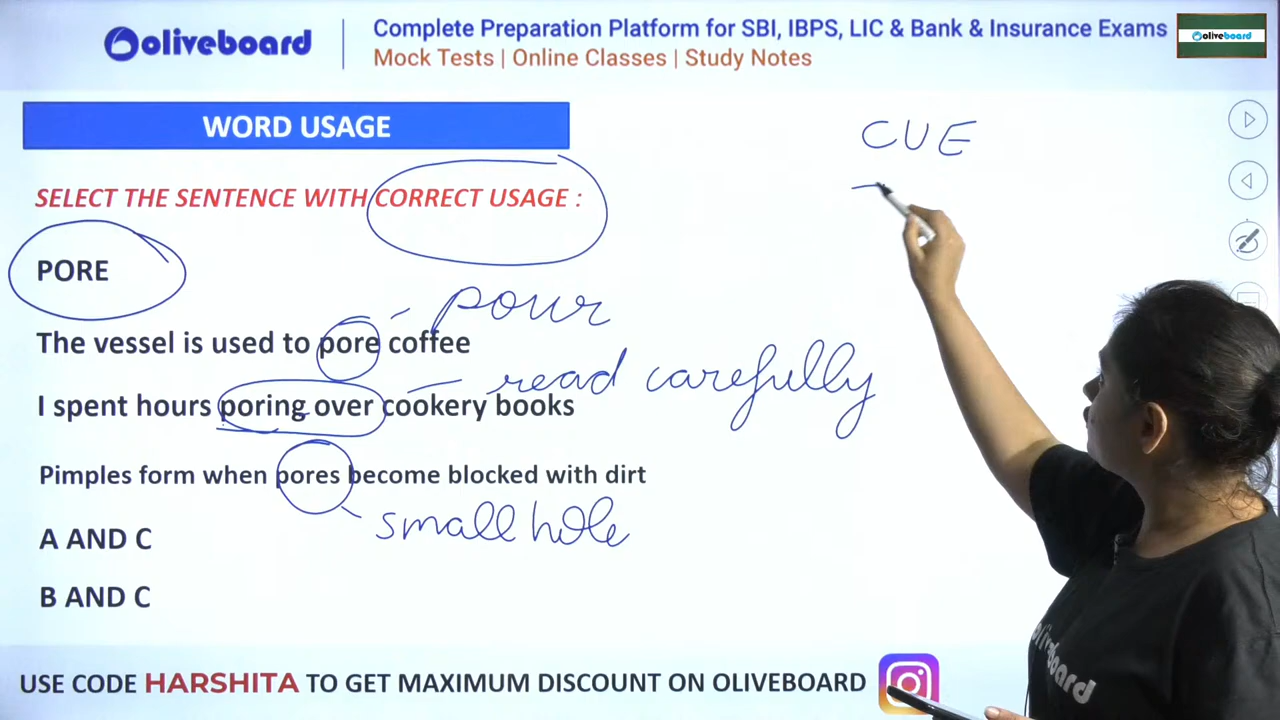 oliveboard
Complete Preparation Platform for SBI, IBPS, LIC & Bank & Insurance Exams
Mock Tests | Online Classes | Study Notes
oliveboard
WORD USAGE
CUE
SELECT THE SENTENCE WITH CORRECT USAGE :
PORE
pour
The vessel is used to pore coffee
read carefully
I spent hours poring over cookery books
Pimples form when pores become blocked with dirt
small hole
A AND C
B AND C
oliveboard
USE CODE HARSHITA TO GET MAXIMUM DISCOUNT ON OLIVEBOARD